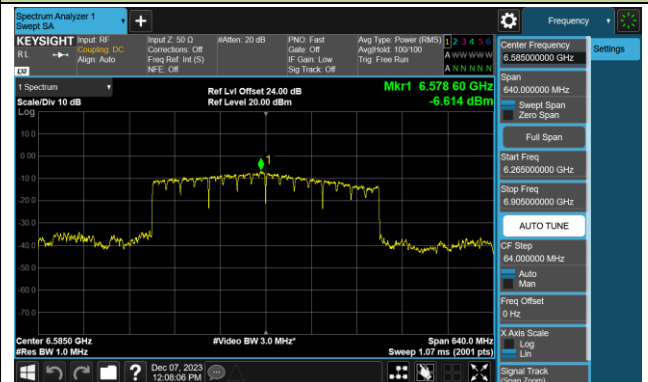 Spectrum Analyzer 1
Swept SA
Frequency
KEYSIGHT
RL
LXI
Input: RF
Coupling: DC
Align: Auto
Input Z: 50 Ω
Corrections: Off
Freq Ref: Int (S)
NFE: Off
#Atten: 20 dB
PNO: Fast
Gate: Off
IF Gain: Low
Sig Track: Off
Avg Type: Power (RMS)
Avg|Hold: 100/100
Trig: Free Run
1 2 3 4 5 6
A W W W W W
A N N N N N
1 Spectrum
Scale/Div 10 dB
Log
Ref Lvl Offset 24.00 dB
Ref Level 20.00 dBm
Mkr1 6.578 60 GHz
-6.614 dBm
10.0
0.00
1
-10.0
-20.0
-30.0
-40.0
-50.0
-60.0
-70.0
Center 6.5850 GHz
#Res BW 1.0 MHz
#Video BW 3.0 MHz*
Span 640.0 MHz
Sweep 1.07 ms (2001 pts)
Dec 07, 2023
12:08:06 PM
Center Frequency
6.585000000 GHz
Settings
Span
640.000000 MHz
Swept Span
Zero Span
Full Span
Start Freq
6.265000000 GHz
Stop Freq
6.905000000 GHz
AUTO TUNE
CF Step
64.000000 MHz
Auto
Man
Freq Offset
0 Hz
X Axis Scale
Log
Lin
Signal Track
(Span Zoom)